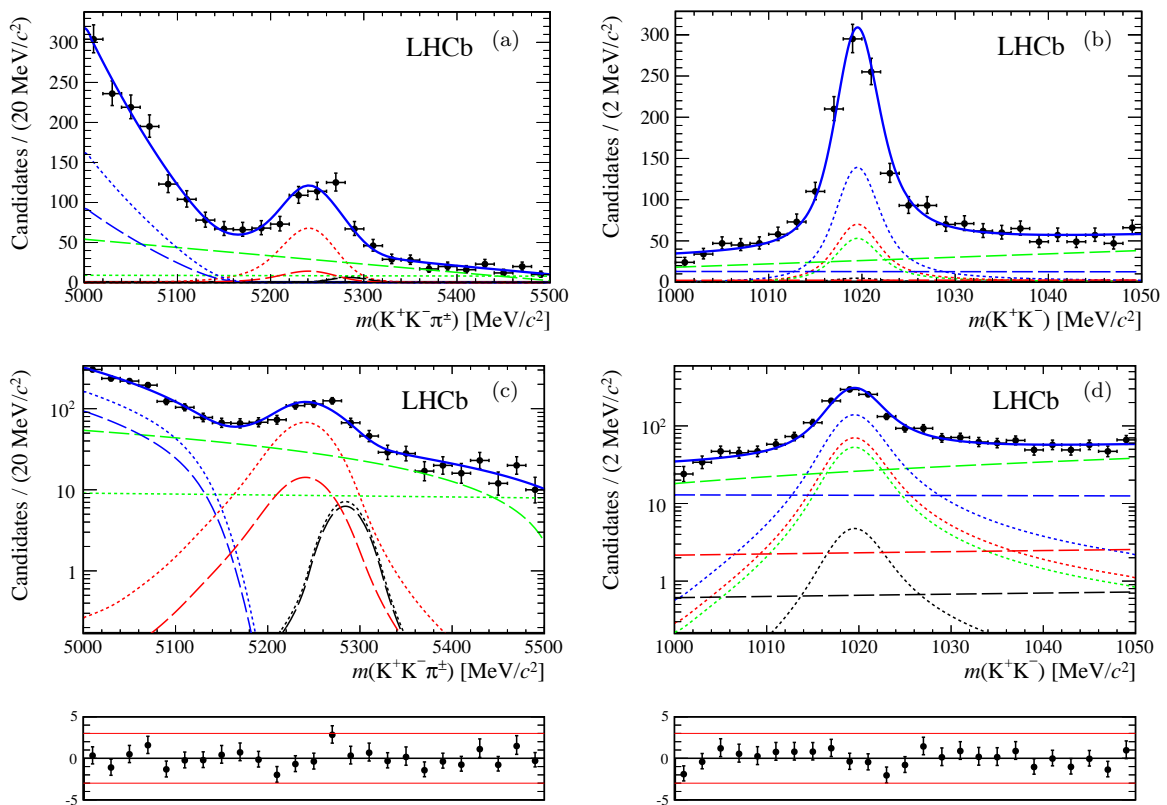 LHCb (a)
Candidates / (20 MeV/c²)
300
250
200
150
100
50
0
5000 5100 5200 5300 5400 5500
m(K⁺K⁻π±) [MeV/c²]
LHCb (b)
Candidates / (2 MeV/c²)
300
250
200
150
100
50
0
1000 1010 1020 1030 1040 1050
m(K⁺K⁻) [MeV/c²]
LHCb (c)
Candidates / (20 MeV/c²)
10²
10
1
5000 5100 5200 5300 5400 5500
m(K⁺K⁻π±) [MeV/c²]
LHCb (d)
Candidates / (2 MeV/c²)
10²
10
1
1000 1010 1020 1030 1040 1050
m(K⁺K⁻) [MeV/c²]
5
0
-5
5
0
-5